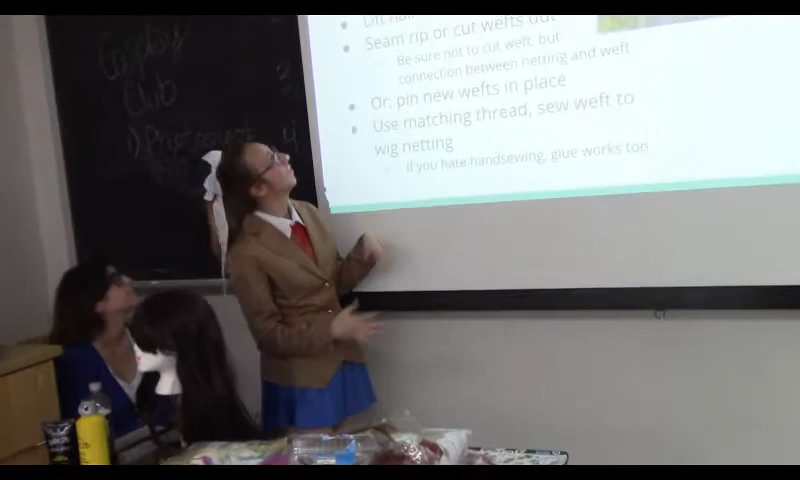 Cosplay
Club
Lift hair
Seam rip or cut wefts out
Be sure not to cut weft, but
connection between netting and weft
Or: pin new wefts in place
Use matching thread, sew weft to
wig netting
If you hate handsewing, glue works too